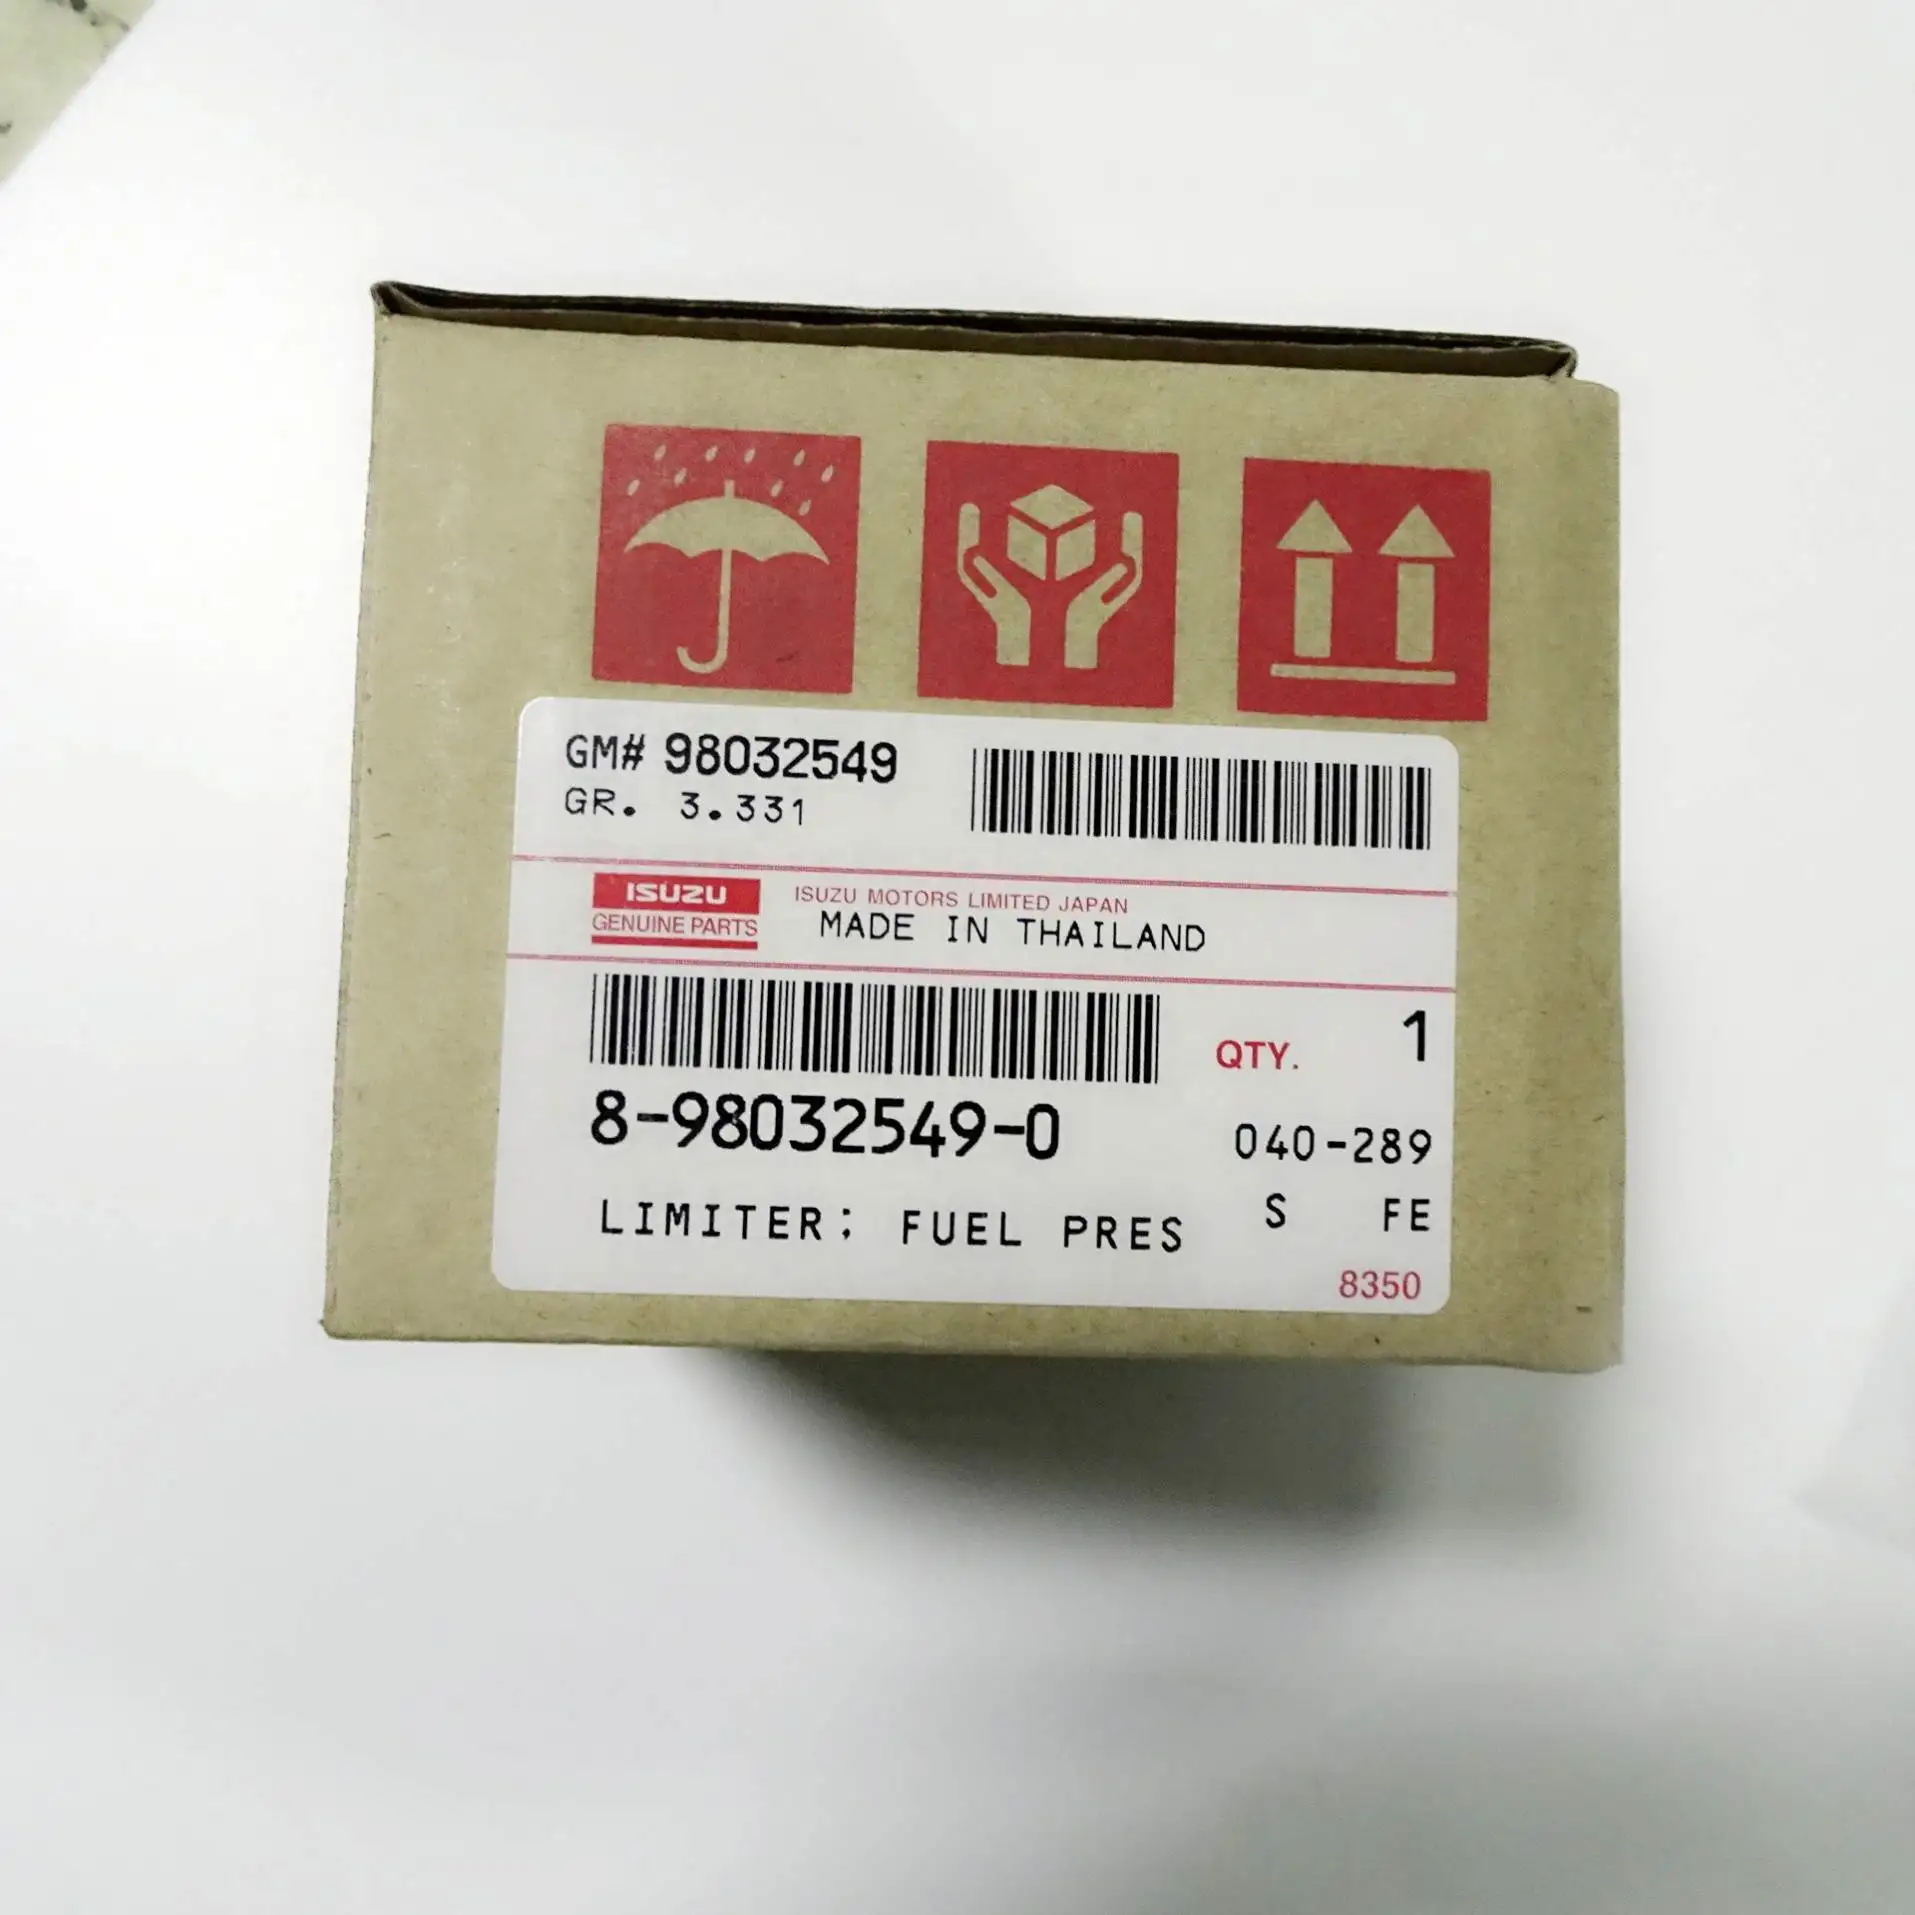 GM# 98032549
GR. 3.331
ISUZU
GENUINE PARTS
ISUZU MOTORS LIMITED JAPAN
MADE IN THAILAND
QTY. 1
8-98032549-0 040-289
LIMITER; FUEL PRES S FE
8350